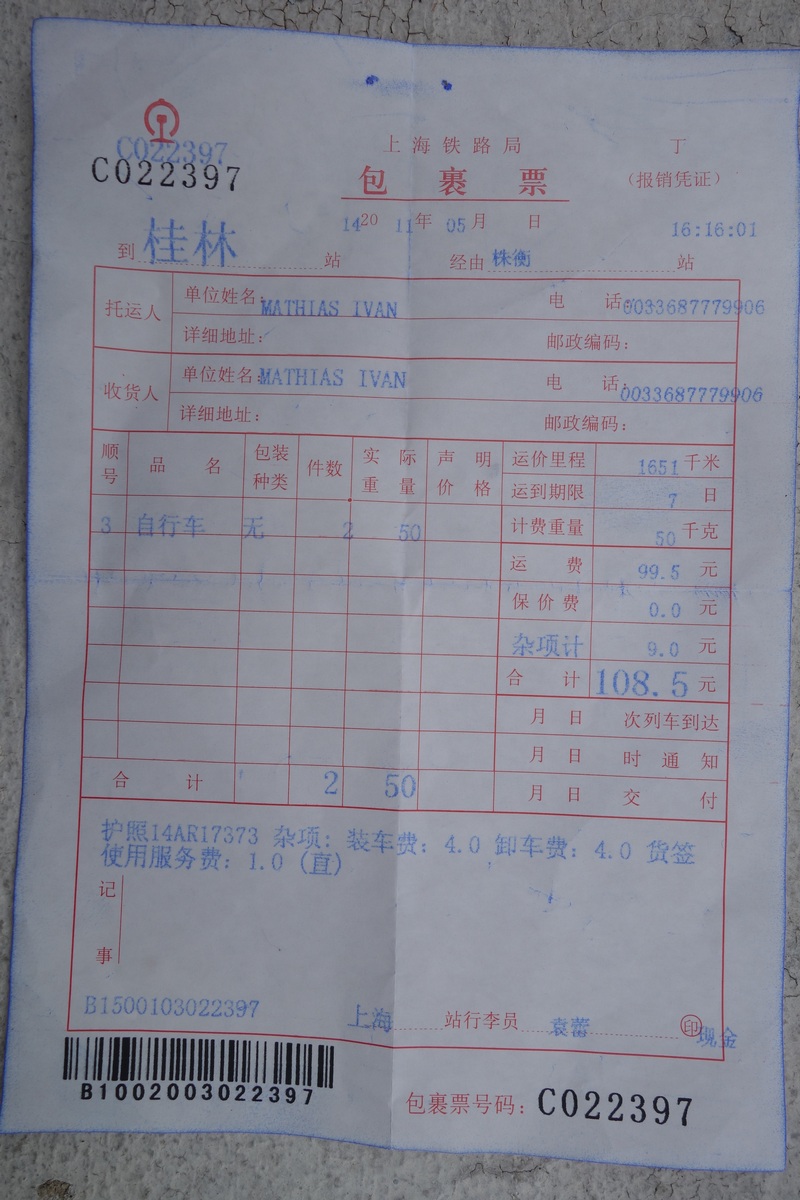 C022397
C022397
上海铁路局 丁
包裹票 (报销凭证)
1420 11年 05月 日 16:16:01
到 桂林 站 经由 株衡 站
托运人 单位姓名: MATHIAS IVAN 电 话: 0033687779906
详细地址: 邮政编码:
收货人 单位姓名: MATHIAS IVAN 电 话: 0033687779906
详细地址: 邮政编码:
顺号 品 名 包装种类 件数 实际重量 声明价格 运价里程 1651 千米
运到期限 7 日
3 自行车 无 2 50 计费重量 50 千克
运 费 99.5 元
保价费 0.0 元
杂项计 9.0 元
合 计 108.5 元
月 日 次列车到达
月 日 时通知
合 计 2 50 月 日 交 付
护照14AR17373 杂项: 装车费: 4.0 卸车费: 4.0 货签
使用服务费: 1.0 (直)
记事
B1500103022397 上海 站行李员 袁蕾 印 现金
B1002003022397
包裹票号码: C022397